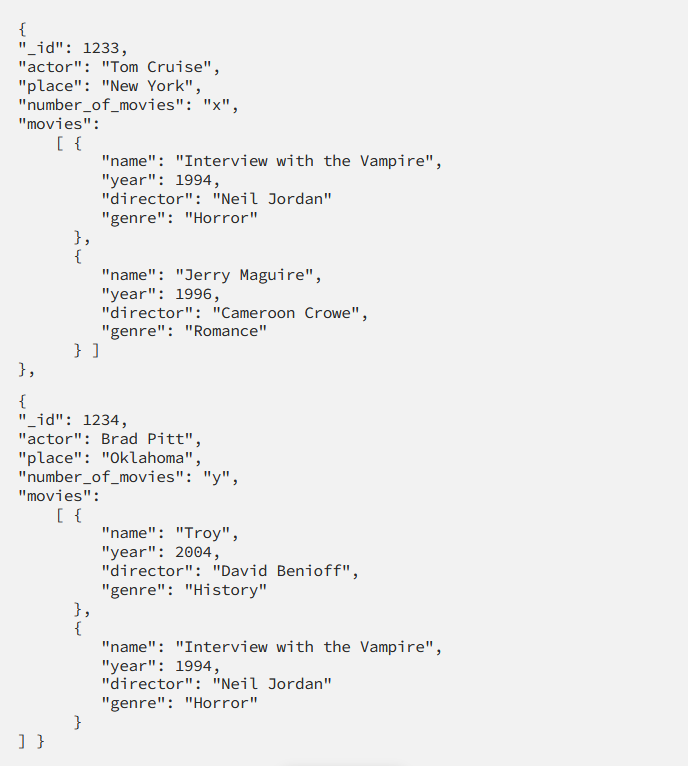 {
"_id": 1233,
"actor": "Tom Cruise",
"place": "New York",
"number_of_movies": "x",
"movies":
    [ {
         "name": "Interview with the Vampire",
         "year": 1994,
         "director": "Neil Jordan"
         "genre": "Horror"
      },
      {
         "name": "Jerry Maguire",
         "year": 1996,
         "director": "Cameroon Crowe",
         "genre": "Romance"
      } ]
},
{
"_id": 1234,
"actor": Brad Pitt",
"place": "Oklahoma",
"number_of_movies": "y",
"movies":
    [ {
         "name": "Troy",
         "year": 2004,
         "director": "David Benioff",
         "genre": "History"
      },
      {
         "name": "Interview with the Vampire",
         "year": 1994,
         "director": "Neil Jordan"
         "genre": "Horror"
      }
] }